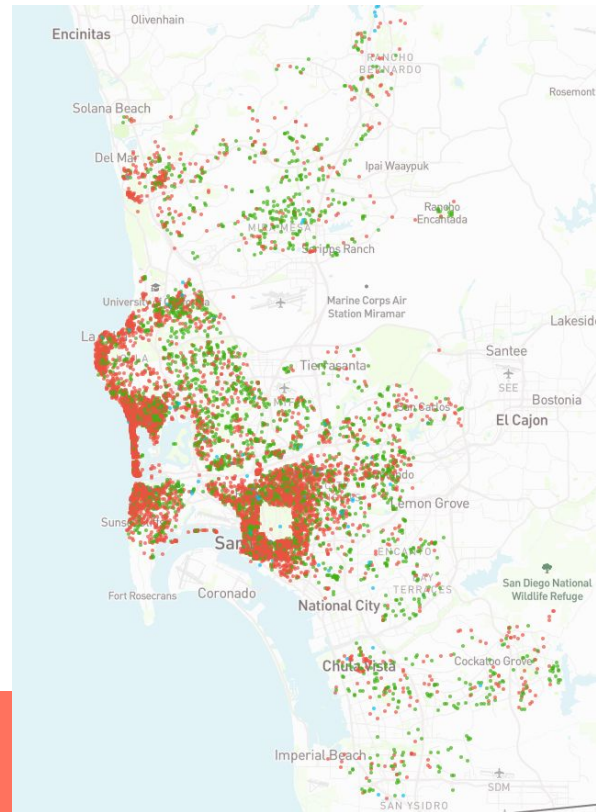 Olivenhain
Encinitas
RANCHO
BERNARDO
Rosemont
Solana Beach
Del Mar
Ipai Waaypuk
Rancho
Encantada
MIRA MESA
Scripps Ranch
University of California
Marine Corps Air
Station Miramar
La
Lakeside
Tierrasanta
Santee
SEE
San Carlos
Bostonia
El Cajon
Lemon Grove
Sunset
San
ENCANTO
BAY
TERRACES
San Diego National
Wildlife Refuge
Fort Rosecrans
Coronado
National City
Chula Vista
Cockatoo Grove
Imperial Beach
SDM
SAN YSIDRO